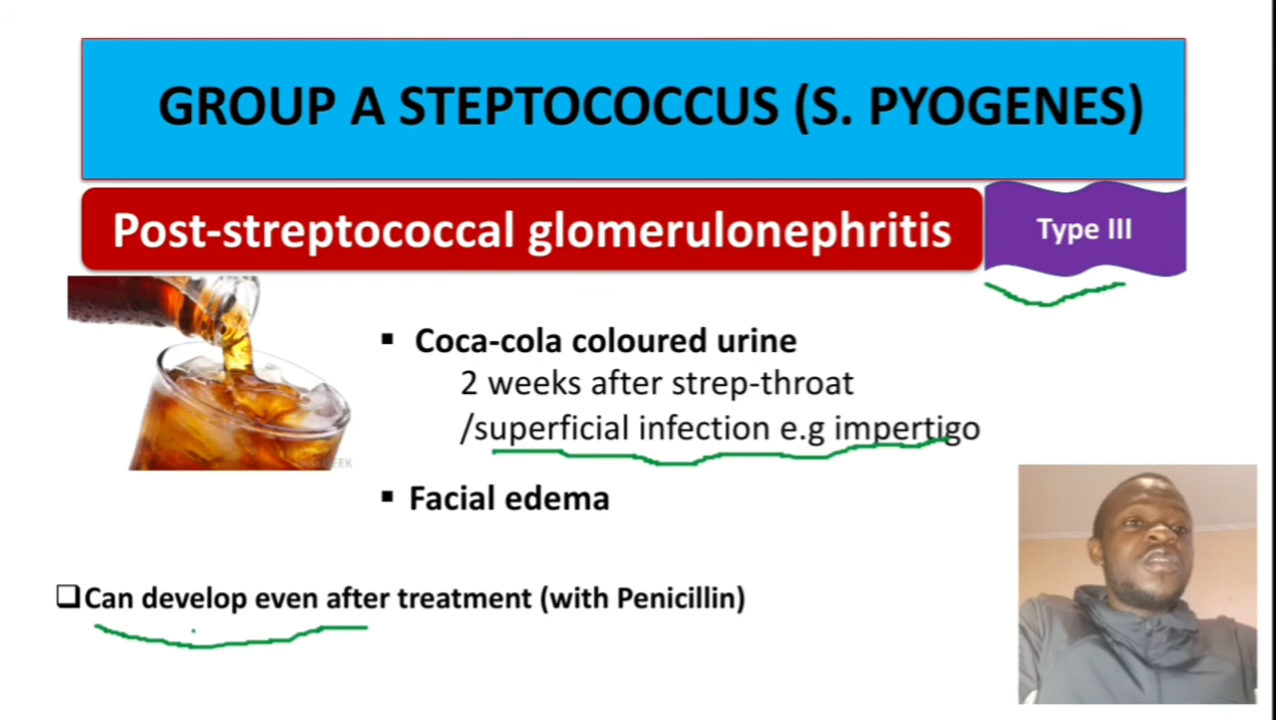 GROUP A STEPTOCOCCUS (S. PYOGENES)
Post-streptococcal glomerulonephritis
Type III
▪ Coca-cola coloured urine
2 weeks after strep-throat
/superficial infection e.g impertigo
▪ Facial edema
❑Can develop even after treatment (with Penicillin)